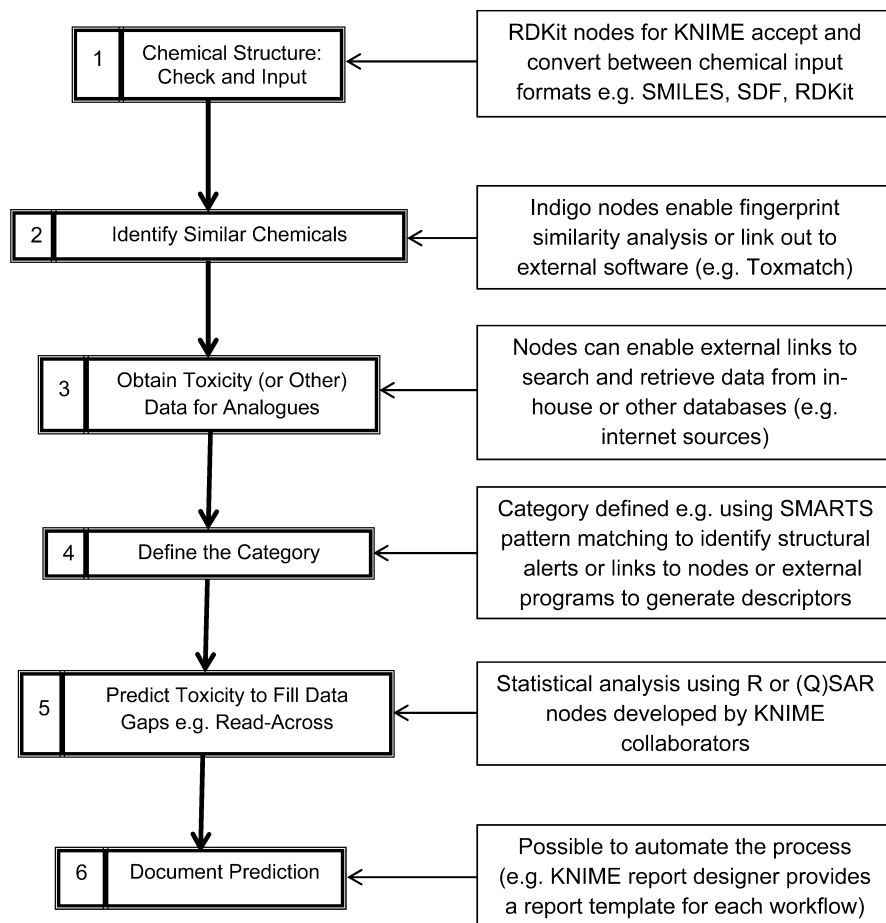 1
Chemical Structure:
Check and Input
RDKit nodes for KNIME accept and
convert between chemical input
formats e.g. SMILES, SDF, RDKit
2
Identify Similar Chemicals
Indigo nodes enable fingerprint
similarity analysis or link out to
external software (e.g. Toxmatch)
3
Obtain Toxicity (or Other)
Data for Analogues
Nodes can enable external links to
search and retrieve data from in-
house or other databases (e.g.
internet sources)
4
Define the Category
Category defined e.g. using SMARTS
pattern matching to identify structural
alerts or links to nodes or external
programs to generate descriptors
5
Predict Toxicity to Fill Data
Gaps e.g. Read-Across
Statistical analysis using R or (Q)SAR
nodes developed by KNIME
collaborators
6
Document Prediction
Possible to automate the process
(e.g. KNIME report designer provides
a report template for each workflow)